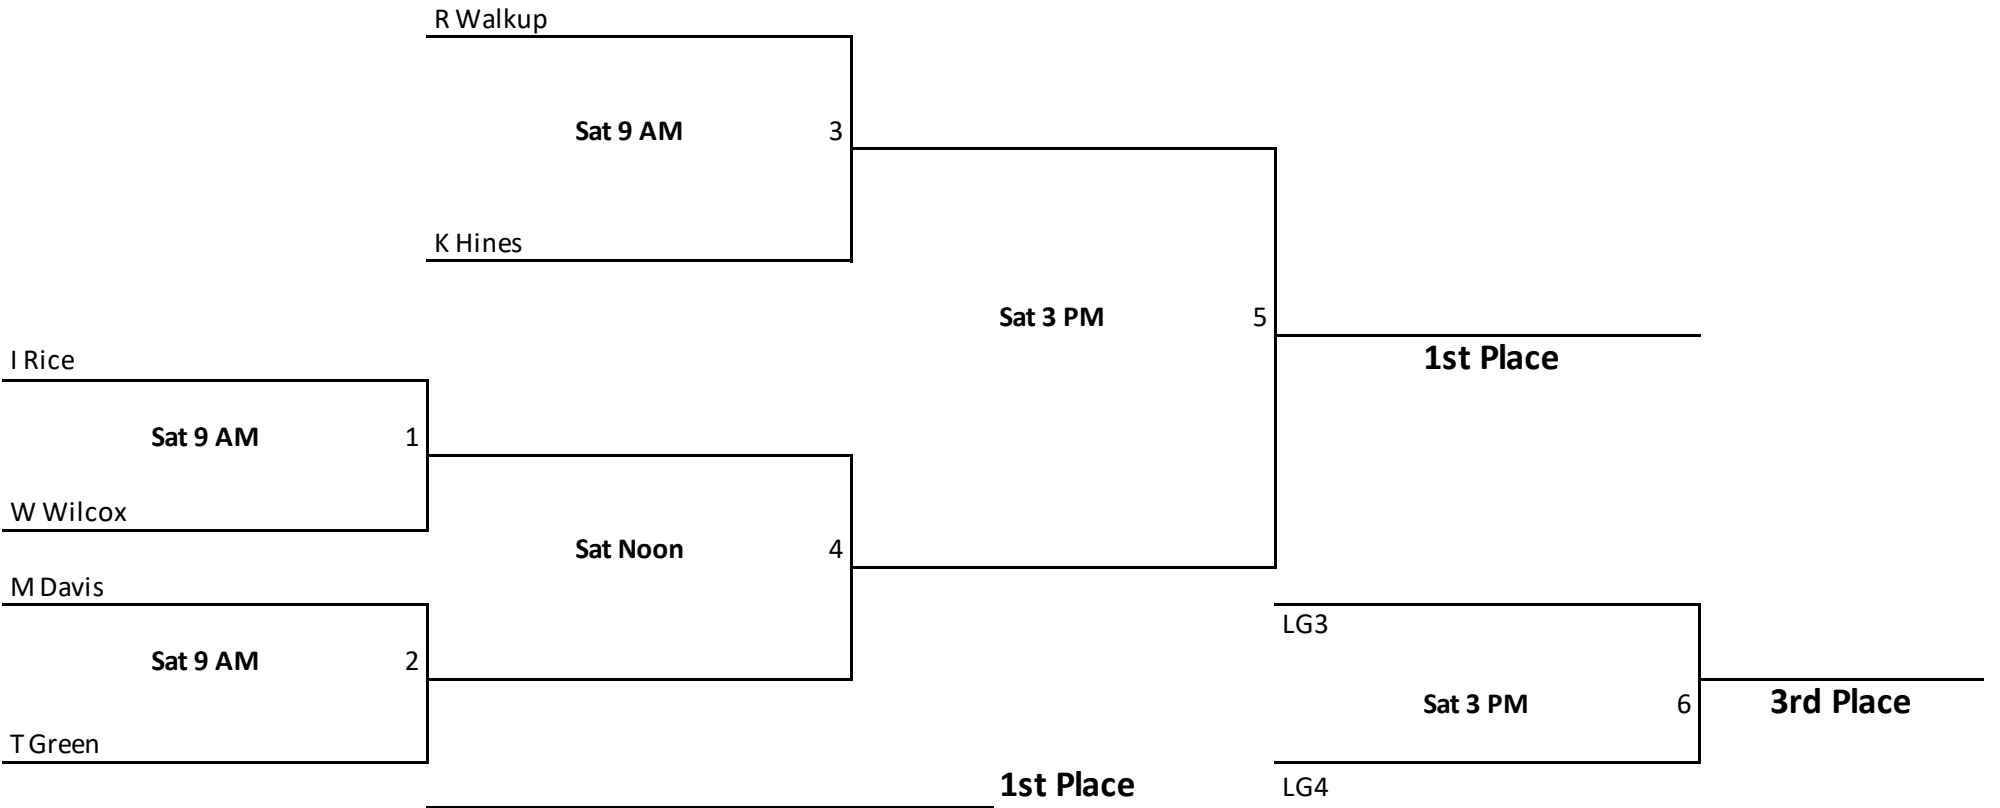 R Walkup
Sat 9 AM 3
K Hines
Sat 3 PM 5
I Rice
1st Place
Sat 9 AM 1
W Wilcox
Sat Noon 4
M Davis
LG3
Sat 9 AM 2
Sat 3 PM 6
3rd Place
T Green
1st Place
LG4